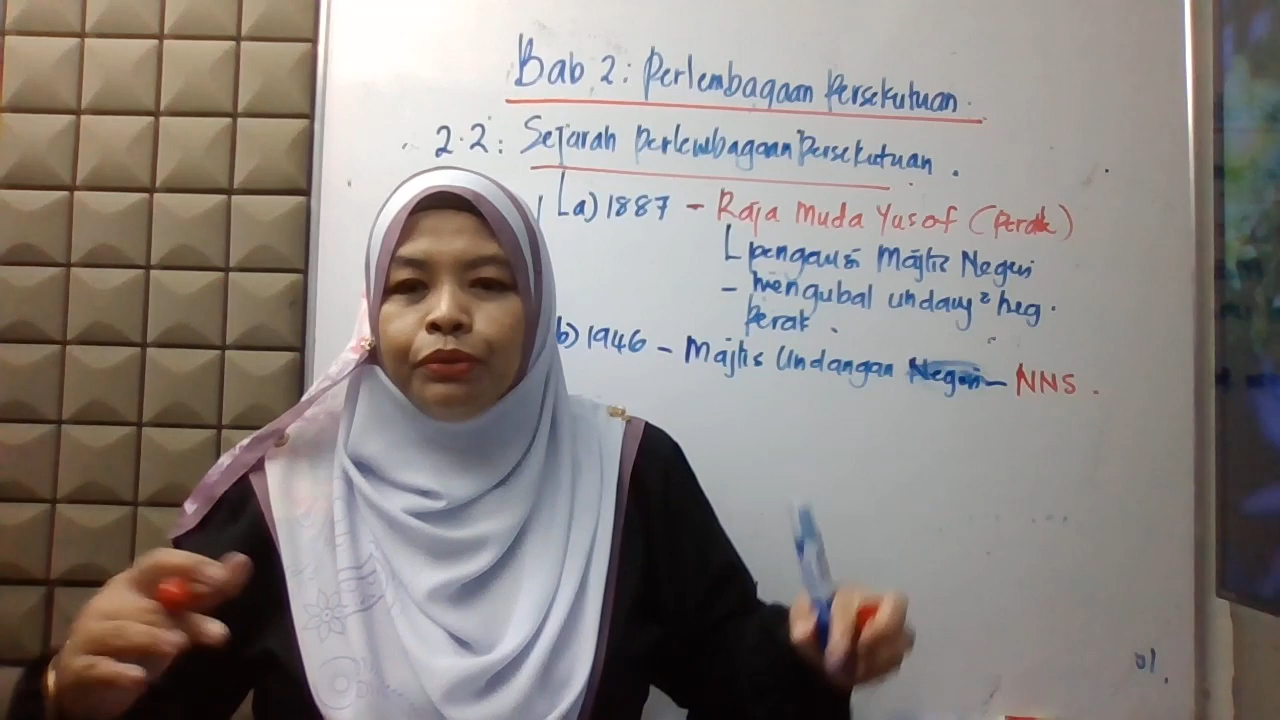 Bab 2: Perlembagaan Persekutuan.
2.2: Sejarah Perlembagaan Persekutuan.
a) 1887 - Raja Muda Yusof (Perak)
pengerusi Majlis Negeri
- mengubal undang² neg.
Perak.
b) 1946 - Majlis Undangan Negeri - NNS.
01.